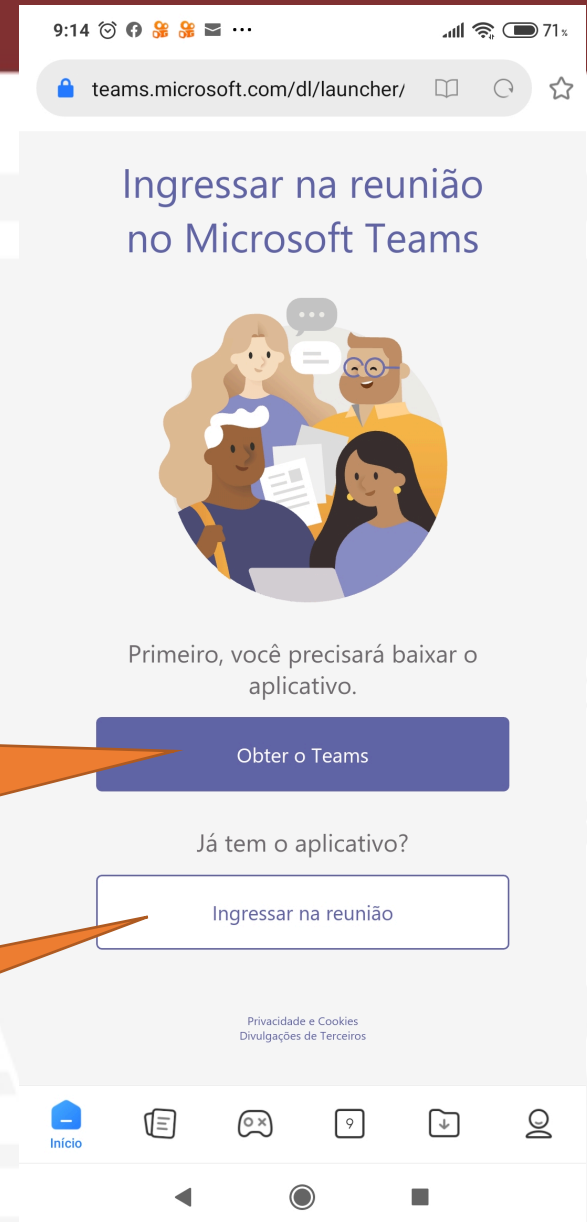 9:14 71%
teams.microsoft.com/dl/launcher/
Ingressar na reunião
no Microsoft Teams
Primeiro, você precisará baixar o
aplicativo.
Obter o Teams
Já tem o aplicativo?
Ingressar na reunião
Privacidade e Cookies
Divulgações de Terceiros
9
Início